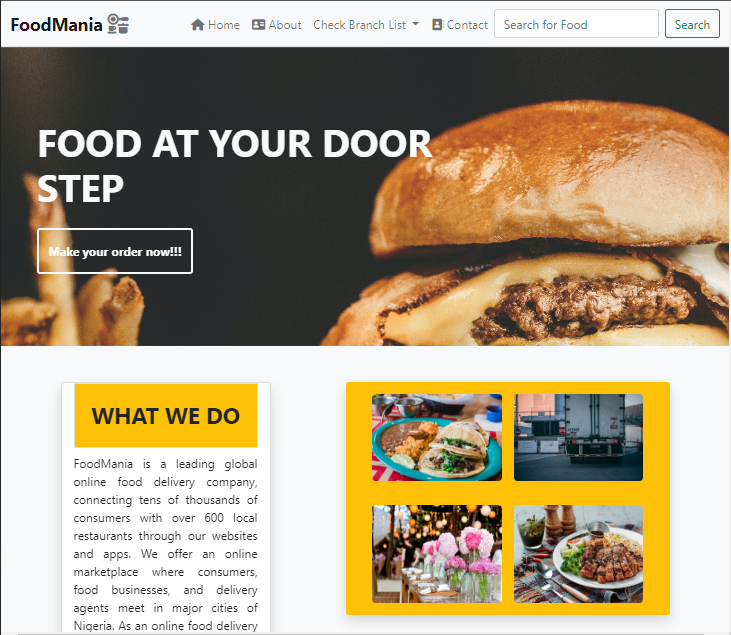 FoodMania
Home
About
Check Branch List
Contact
Search for Food
Search
FOOD AT YOUR DOOR
STEP
Make your order now!!!
WHAT WE DO
FoodMania is a leading global
online food delivery company,
connecting tens of thousands of
consumers with over 600 local
restaurants through our websites
and apps. We offer an online
marketplace where consumers,
food businesses, and delivery
agents meet in major cities of
Nigeria. As an online food delivery